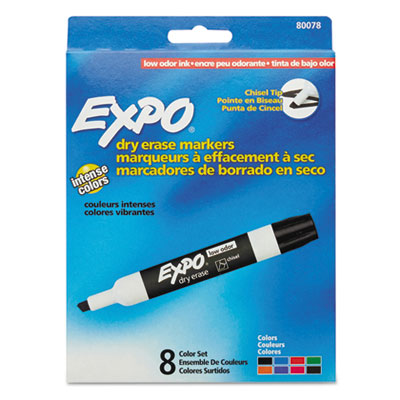 80078
low odor ink • encre peu odorante • tinta de bajo olor
Chisel Tip
Pointe en Biseau
Punta de Cincel
EXPO®
dry erase markers
marqueurs à effacement à sec
marcadores de borrado en seco
intense
colors
couleurs intenses
colores vibrantes
EXPO®
dry erase
low odor
chisel
8 Color Set
Ensemble De Couleurs
Colores Surtidos
Colors
Couleurs
Colores